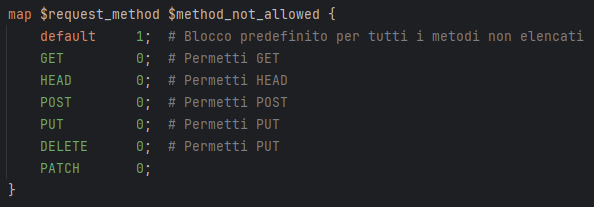 map $request_method $method_not_allowed {
    default     1;  # Blocco predefinito per tutti i metodi non elencati
    GET         0;  # Permetti GET
    HEAD        0;  # Permetti HEAD
    POST        0;  # Permetti POST
    PUT         0;  # Permetti PUT
    DELETE      0;  # Permetti PUT
    PATCH       0;
}